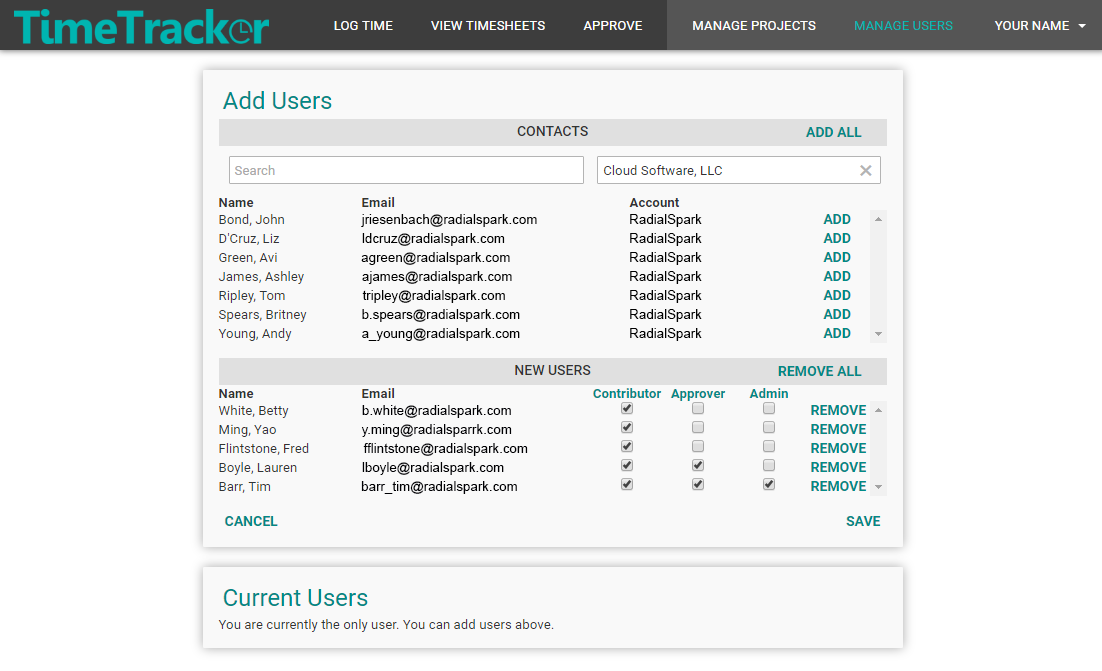 TimeTracker LOG TIME VIEW TIMESHEETS APPROVE MANAGE PROJECTS MANAGE USERS YOUR NAME
Add Users
CONTACTS ADD ALL
Search Cloud Software, LLC
Name Email Account
Bond, John jriesenbach@radialspark.com RadialSpark ADD
D'Cruz, Liz ldcruz@radialspark.com RadialSpark ADD
Green, Avi agreen@radialspark.com RadialSpark ADD
James, Ashley ajames@radialspark.com RadialSpark ADD
Ripley, Tom tripley@radialspark.com RadialSpark ADD
Spears, Britney b.spears@radialspark.com RadialSpark ADD
Young, Andy a_young@radialspark.com RadialSpark ADD
NEW USERS REMOVE ALL
Name Email Contributor Approver Admin
White, Betty b.white@radialspark.com REMOVE
Ming, Yao y.ming@radialsparrk.com REMOVE
Flintstone, Fred fflintstone@radialspark.com REMOVE
Boyle, Lauren lboyle@radialspark.com REMOVE
Barr, Tim barr_tim@radialspark.com REMOVE
CANCEL SAVE
Current Users
You are currently the only user. You can add users above.